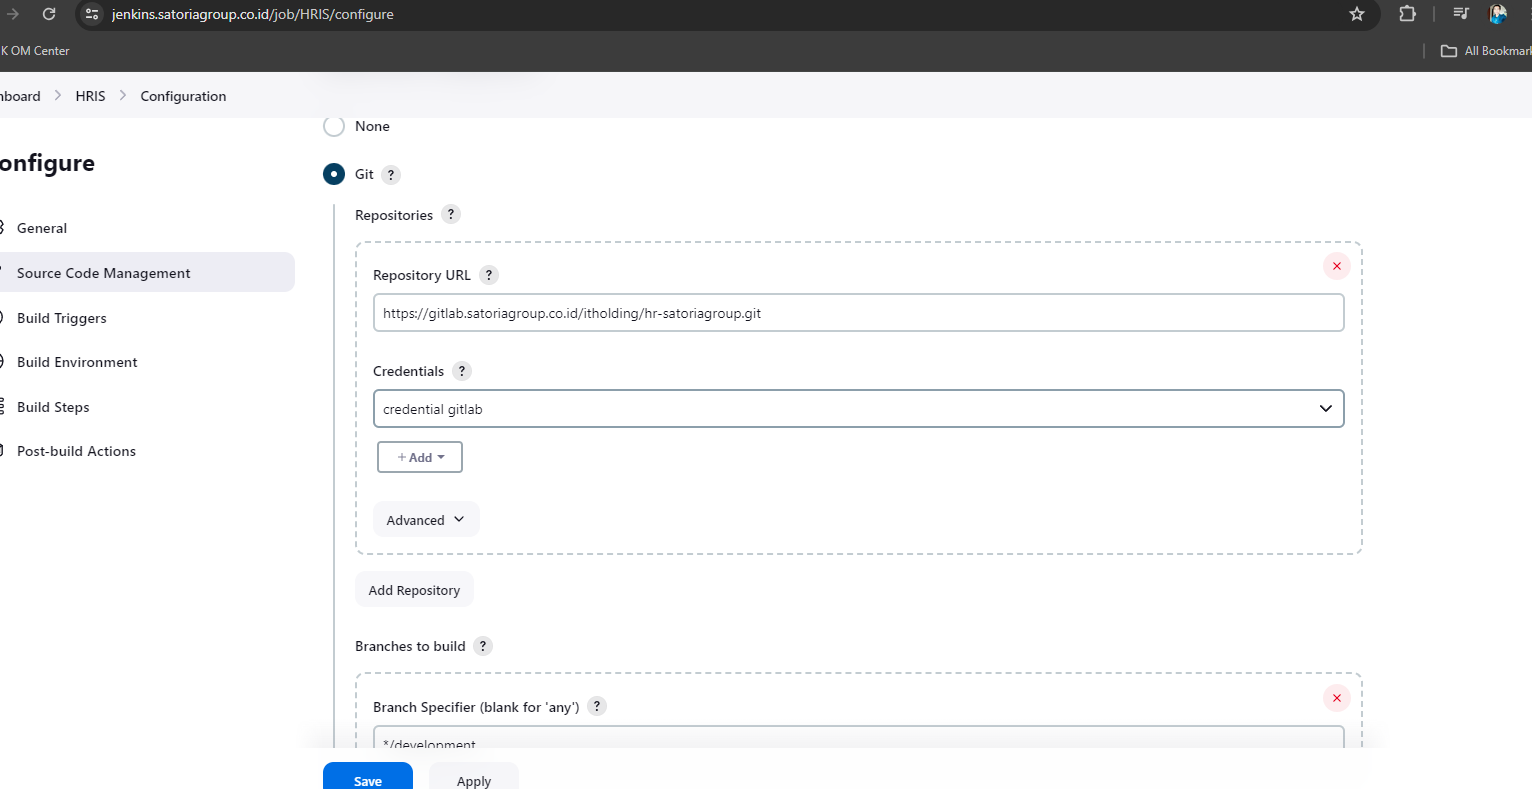 jenkins.satoriagroup.co.id/job/HRIS/configure
K OM Center
All Bookmark
nboard > HRIS > Configuration
None
onfigure
Git ?
Repositories ?
General
Source Code Management
Repository URL ?
https://gitlab.satoriagroup.co.id/itholding/hr-satoriagroup.git
Build Triggers
Build Environment
Credentials ?
credential gitlab
Build Steps
Post-build Actions
+ Add
Advanced
Add Repository
Branches to build ?
Branch Specifier (blank for 'any') ?
*/development
Save Apply